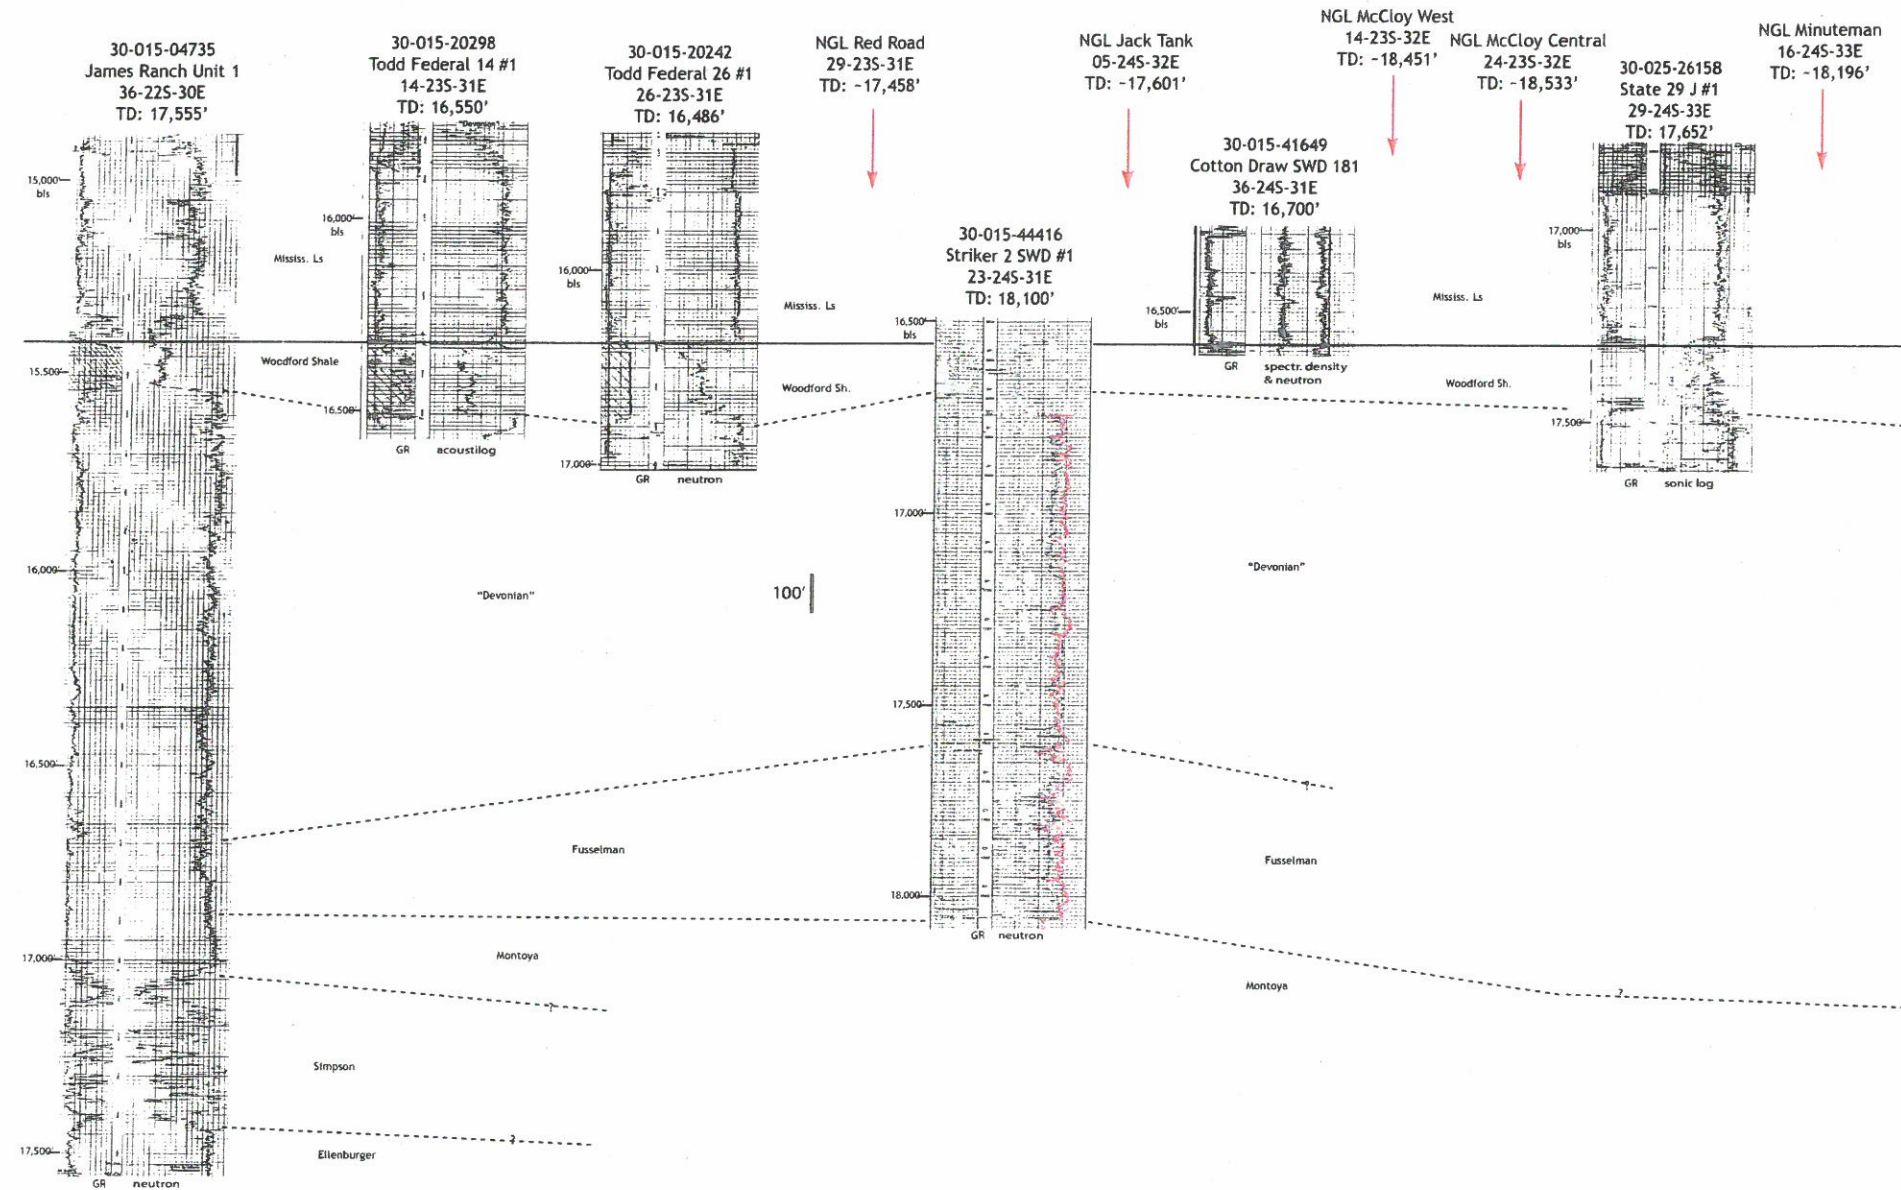 30-015-04735
James Ranch Unit 1
36-22S-30E
TD: 17,555’
30-015-20298
Todd Federal 14 #1
14-23S-31E
TD: 16,550’
30-015-20242
Todd Federal 26 #1
26-23S-31E
TD: 16,486’
NGL Red Road
29-23S-31E
TD: ~17,458’
NGL Jack Tank
05-24S-32E
TD: ~17,601’
NGL McCloy West
14-23S-32E
TD: ~18,451’
NGL McCloy Central
24-23S-32E
TD: ~18,533’
30-025-26158
State 29 J #1
29-24S-33E
TD: 17,652’
NGL Minuteman
16-24S-33E
TD: ~18,196’
30-015-41649
Cotton Draw SWD 181
36-24S-31E
TD: 16,700’
30-015-44416
Striker 2 SWD #1
23-24S-31E
TD: 18,100’
"Devonian"
15,000’
bls
15,500’
16,000’
16,500’
17,000’
17,500’
GR neutron
16,000’
bls
16,500’
GR acoustilog
16,000’
bls
17,000’
GR neutron
16,500’
bls
17,000’
17,500’
18,000’
GR neutron
16,500’
bls
GR spectr. density
& neutron
17,000’
bls
17,500’
GR sonic log
Mississ. Ls
Mississ. Ls
Mississ. Ls
Woodford Shale
Woodford Sh.
Woodford Sh.
"Devonian"
100’
"Devonian"
Fusselman
Fusselman
Montoya
Montoya
?
?
?
Simpson
?
Ellenburger